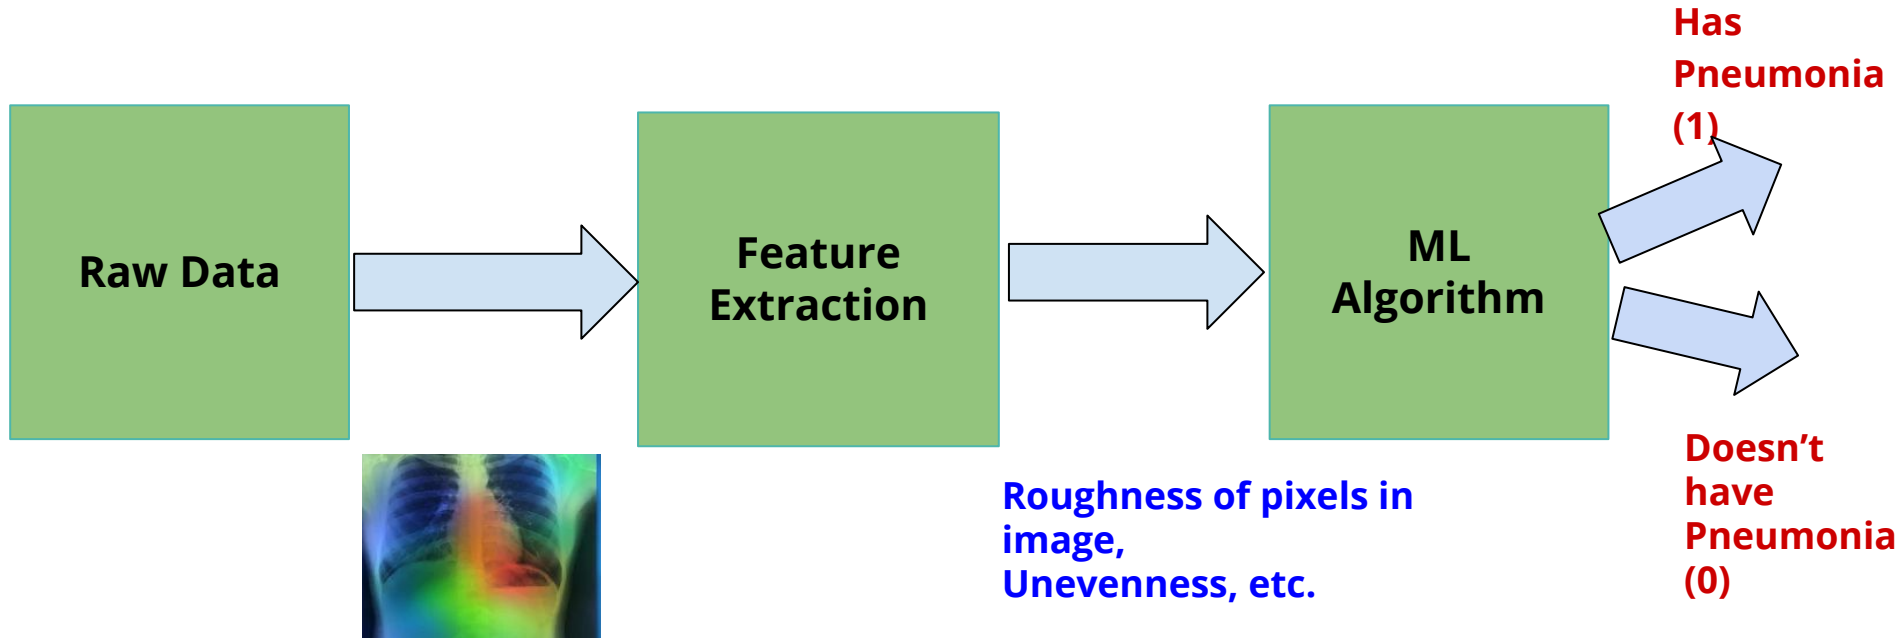 Raw Data
Feature
Extraction
ML
Algorithm
Has
Pneumonia
(1)
Roughness of pixels in
image,
Unevenness, etc.
Doesn’t
have
Pneumonia
(0)